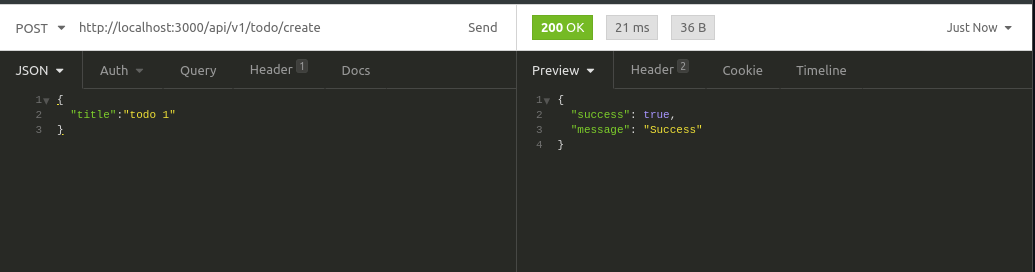 POST http://localhost:3000/api/v1/todo/create Send 200 OK 21 ms 36 B Just Now
JSON Auth Query Header 1 Docs Preview Header 2 Cookie Timeline
1 {
2 "title":"todo 1"
3 }
1 {
2 "success": true,
3 "message": "Success"
4 }